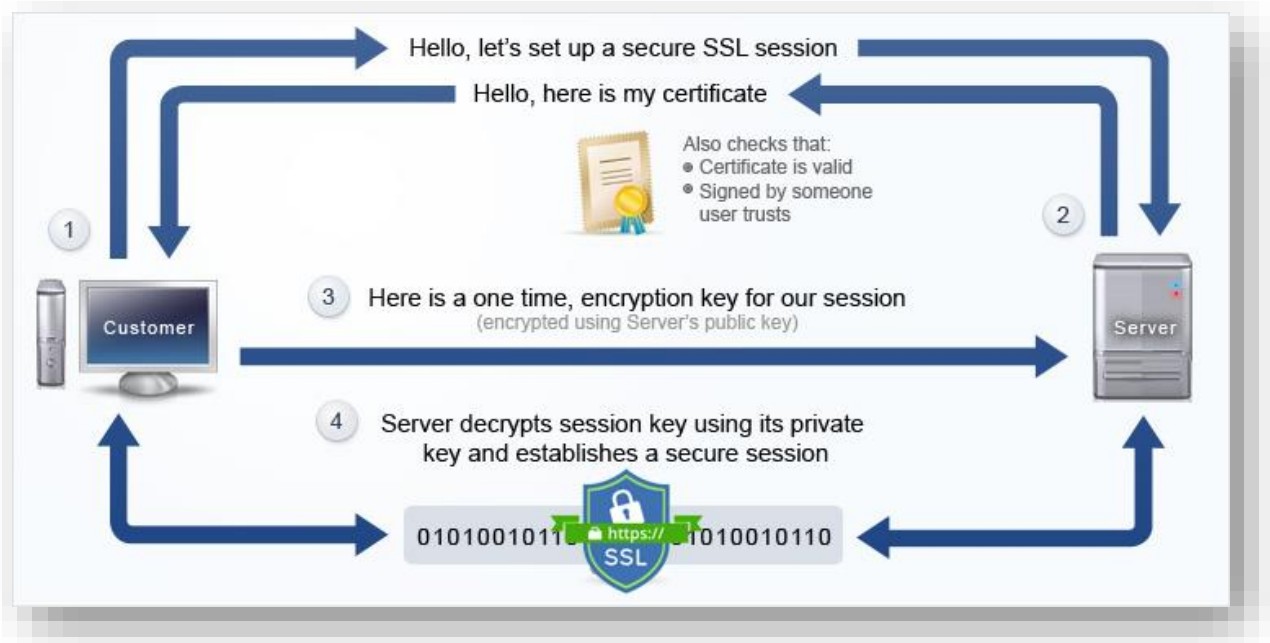 Hello, let's set up a secure SSL session
Hello, here is my certificate
Also checks that:
Certificate is valid
Signed by someone
user trusts
1
2
3 Here is a one time, encryption key for our session
(encrypted using Server's public key)
Customer
Server
4 Server decrypts session key using its private
key and establishes a secure session
0101001011 https:// 1010010110
SSL